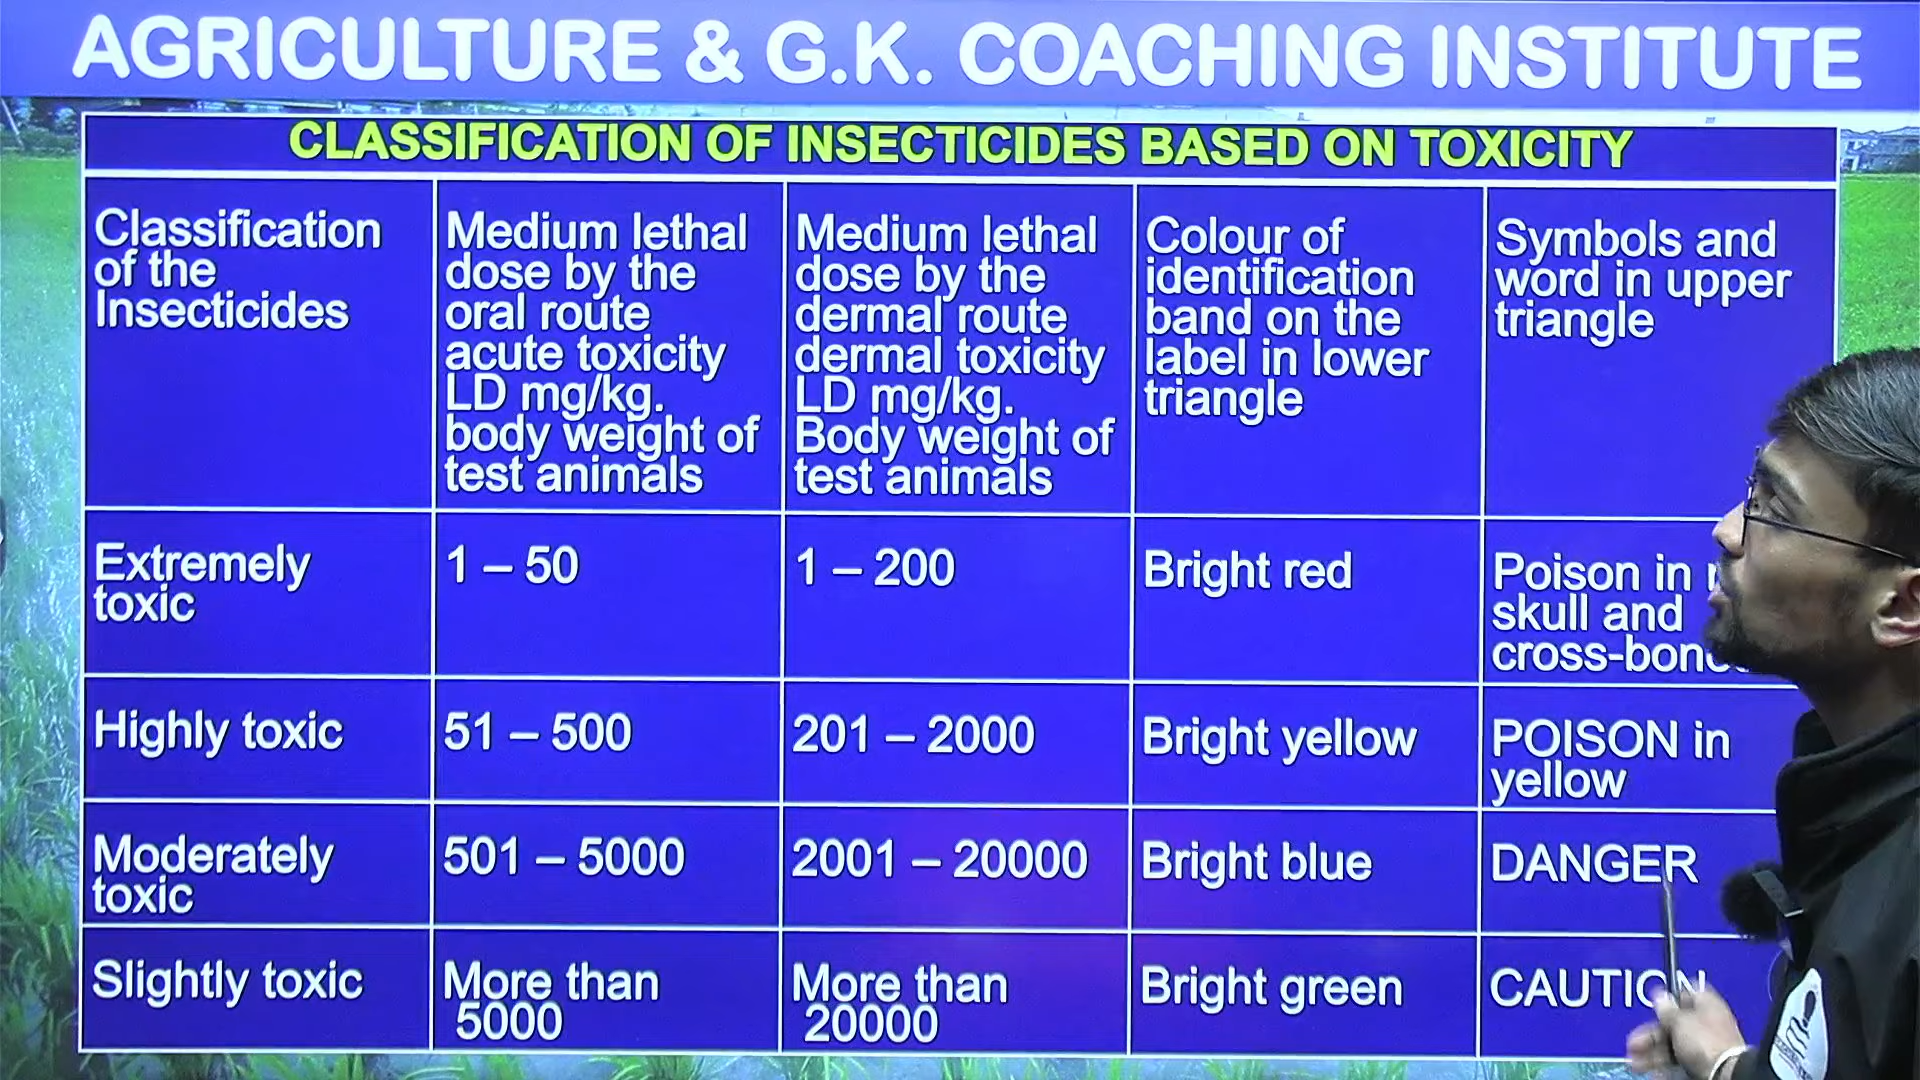 AGRICULTURE & G.K. COACHING INSTITUTE
CLASSIFICATION OF INSECTICIDES BASED ON TOXICITY
Classification
of the
Insecticides
Medium lethal
dose by the
oral route
acute toxicity
LD mg/kg.
body weight of
test animals
Medium lethal
dose by the
dermal route
dermal toxicity
LD mg/kg.
Body weight of
test animals
Colour of
identification
band on the
label in lower
triangle
Symbols and
word in upper
triangle
Extremely
toxic
1 – 50
1 – 200
Bright red
Poison in
skull and
Highly toxic
51 – 500
201 – 2000
Bright yellow
POISON in
yellow
Moderately
toxic
501 – 5000
2001 – 20000
Bright blue
DANGER
Slightly toxic
More than
5000
More than
20000
Bright green
CAUTION